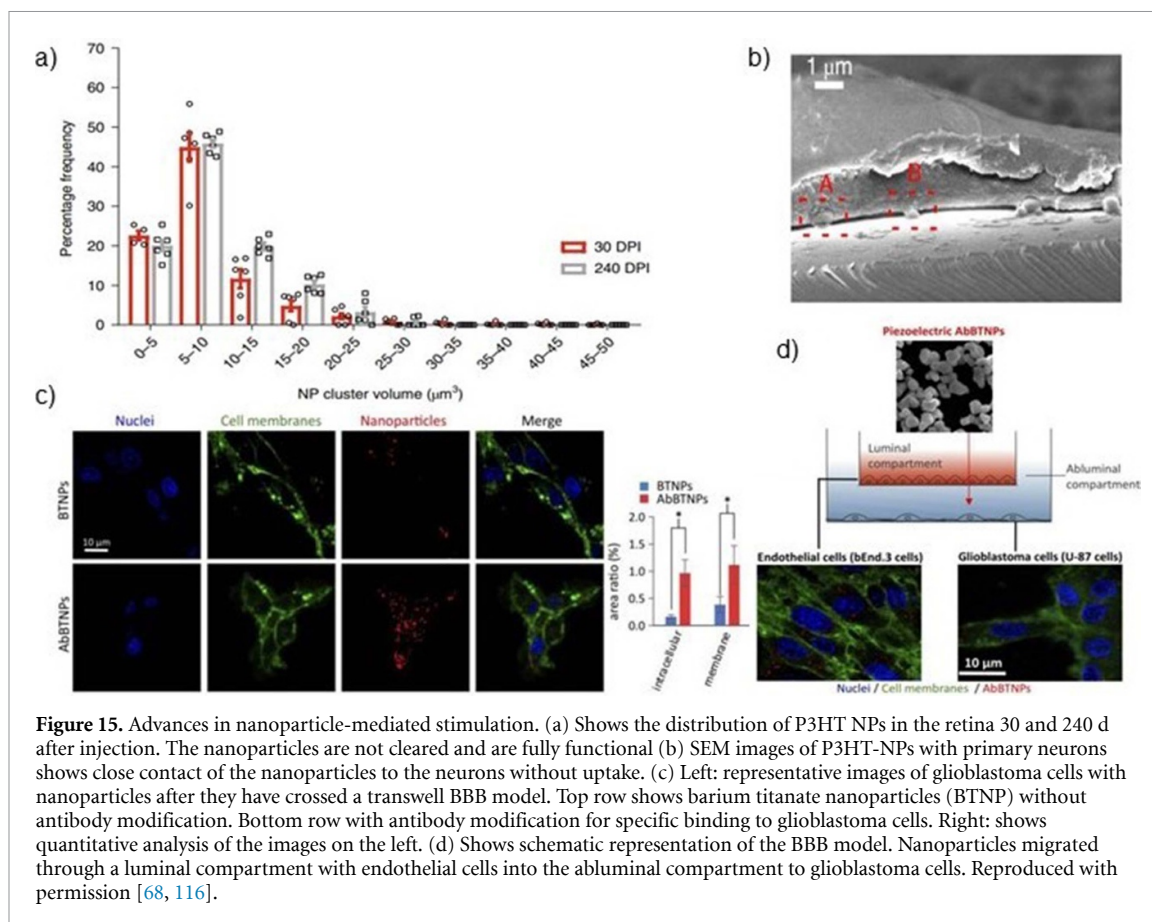 a)
70
60
50
40
30
20
10
0
Percentage frequency
30 DPI
240 DPI
0–5
5–10
10–15
15–20
20–25
25–30
30–35
35–40
40–45
45–50
NP cluster volume (μm³)
b)
1 μm
A
B
c)
Nuclei
Cell membranes
Nanoparticles
Merge
BTNPs
10 μm
AbBTNPs
BTNPs
AbBTNPs
*
*
2.0
1.5
1.0
0.5
0.0
area ratio (%)
intracellular
membrane
d)
Piezoelectric AbBTNPs
Luminal
compartment
Abluminal
compartment
Endothelial cells (bEnd.3 cells)
Glioblastoma cells (U-87 cells)
10 μm
Nuclei / Cell membranes / AbBTNPs
Figure 15. Advances in nanoparticle-mediated stimulation. (a) Shows the distribution of P3HT NPs in the retina 30 and 240 d
after injection. The nanoparticles are not cleared and are fully functional (b) SEM images of P3HT-NPs with primary neurons
shows close contact of the nanoparticles to the neurons without uptake. (c) Left: representative images of glioblastoma cells with
nanoparticles after they have crossed a transwell BBB model. Top row shows barium titanate nanoparticles (BTNP) without
antibody modification. Bottom row with antibody modification for specific binding to glioblastoma cells. Right: shows
quantitative analysis of the images on the left. (d) Shows schematic representation of the BBB model. Nanoparticles migrated
through a luminal compartment with endothelial cells into the abluminal compartment to glioblastoma cells. Reproduced with
permission [68, 116].